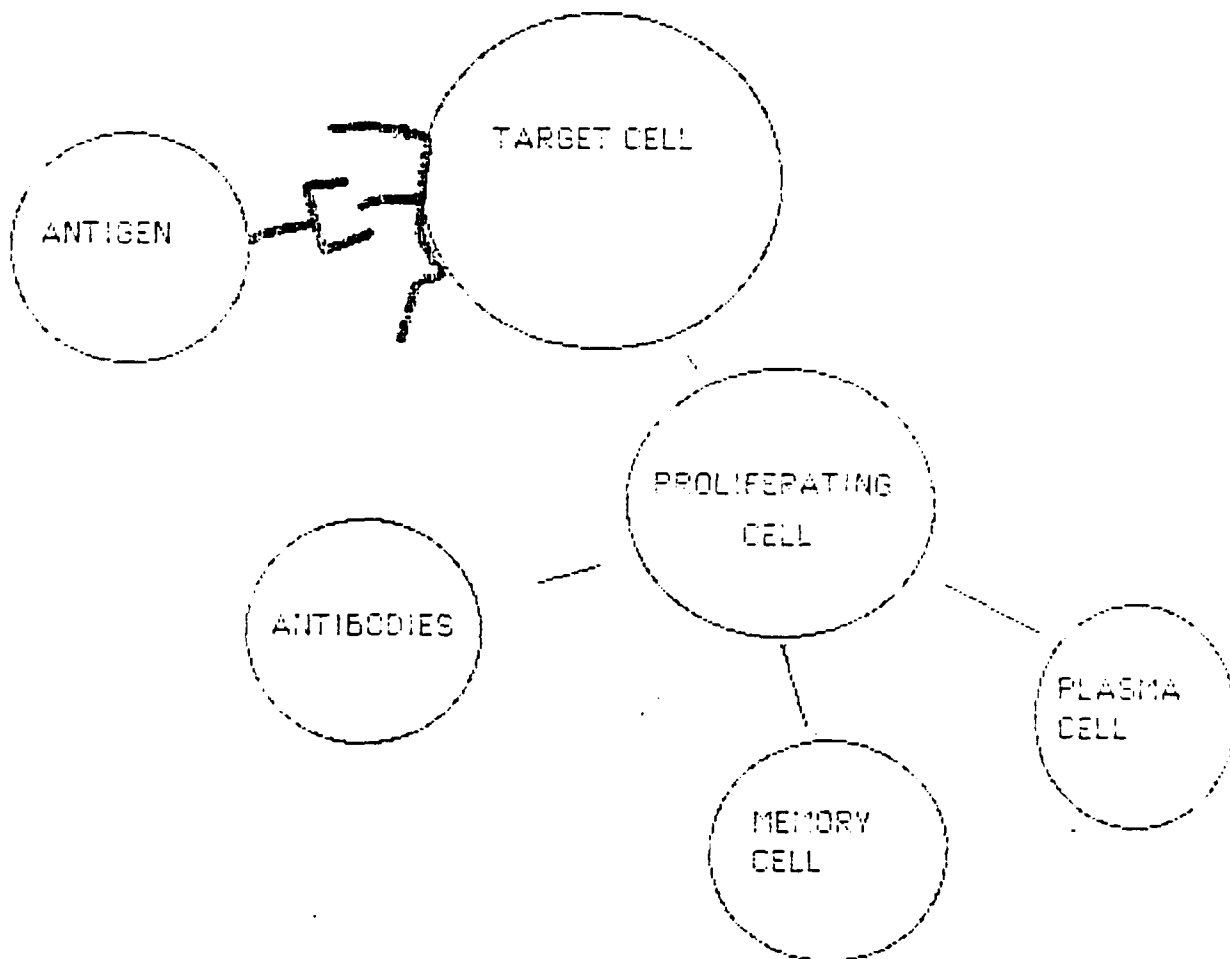 TARGET CELL
ANTIGEN
PROLIFERATING
CELL
ANTIBODIES
PLASMA
CELL
MEMORY
CELL